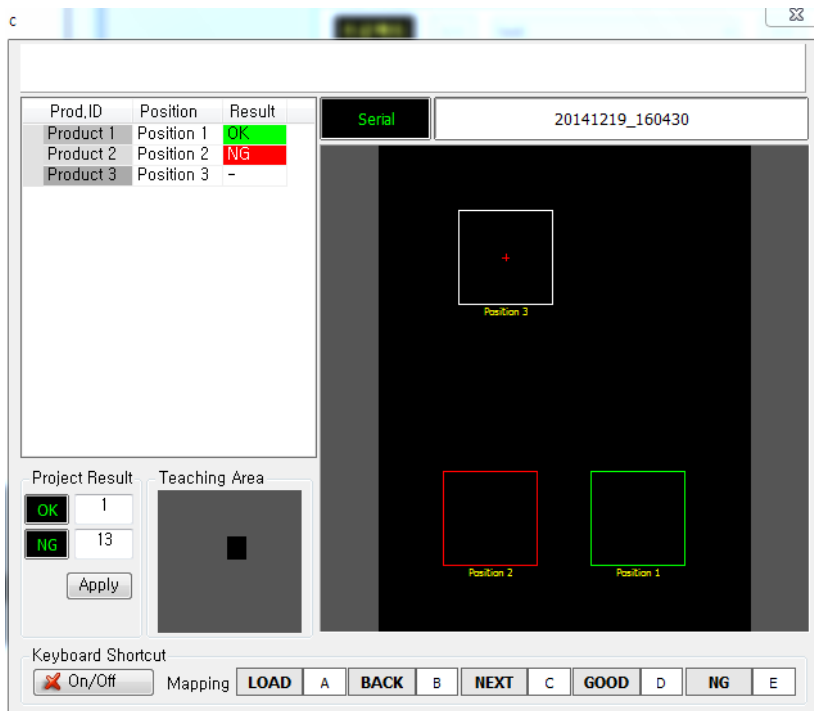 c
Prod,ID Position Result
Product 1 Position 1 OK
Product 2 Position 2 NG
Product 3 Position 3 -
Serial 20141219_160430
Position 3
Position 2 Position 1
Project Result Teaching Area
OK 1
NG 13
Apply
Keyboard Shortcut
On/Off Mapping LOAD A BACK B NEXT C GOOD D NG E